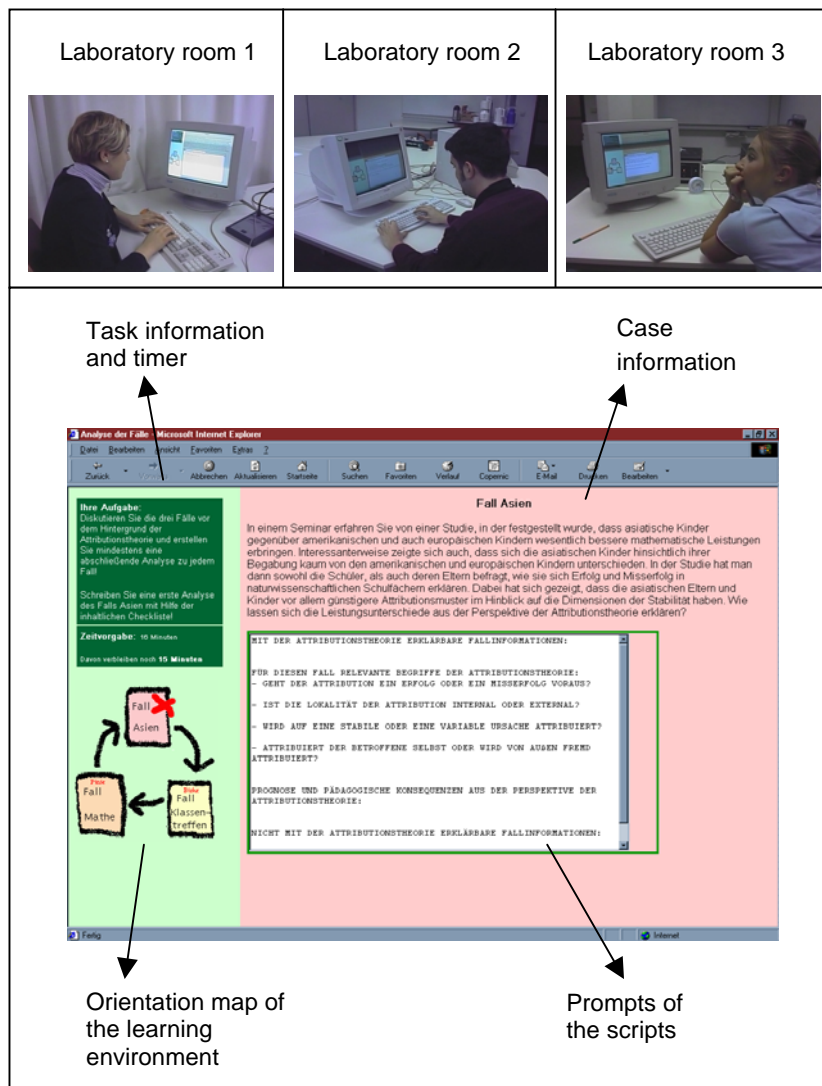 Laboratory room 1
Laboratory room 2
Laboratory room 3
Task information
and timer
Case
information
Analyse der Fälle - Microsoft Internet Explorer
Datei Bearbeiten Ansicht Favoriten Extras ?
Zurück Abbrechen Aktualisieren Startseite Suchen Favoriten Verlauf Copernic E-Mail Drucken Bearbeiten
Ihre Aufgabe:
Diskutieren Sie die drei Fälle vor
dem Hintergrund der
Attributionstheorie und erstellen
Sie mindestens eine
abschließende Analyse zu jedem
Fall!
Schreiben Sie eine erste Analyse
des Falls Asien mit Hilfe der
inhaltlichen Checkliste!
Zeitvorgabe: Minuten
Davon verbleiben noch 15 Minuten
Fall
Asien
Fall
Mathe
Fall
Klassen-
treffen
Fall Asien
In einem Seminar erfahren Sie von einer Studie, in der festgestellt wurde, dass asiatische Kinder
gegenüber amerikanischen und auch europäischen Kindern wesentlich bessere mathematische Leistungen
erbringen. Interessanterweise zeigte sich auch, dass sich die asiatischen Kinder hinsichtlich ihrer
Begabung kaum von den amerikanischen und europäischen Kindern unterschieden. In der Studie hat man
dann sowohl die Schüler, als auch deren Eltern befragt, wie sie sich Erfolg und Misserfolg in
naturwissenschaftlichen Schulfächern erklären. Dabei hat sich gezeigt, dass die asiatischen Eltern und
Kinder vor allem günstigere Attributionsmuster im Hinblick auf die Dimensionen der Stabilität haben. Wie
lassen sich die Leistungsunterschiede aus der Perspektive der Attributionstheorie erklären?
MIT DER ATTRIBUTIONSTHEORIE ERKLÄRBARE FALLINFORMATIONEN:
FÜR DIESEN FALL RELEVANTE BEGRIFFE DER ATTRIBUTIONSTHEORIE:
- GEHT DER ATTRIBUTION EIN ERFOLG ODER EIN MISSERFOLG VORAUS?
- IST DIE LOKALITÄT DER ATTRIBUTION INTERNAL ODER EXTERNAL?
- WIRD AUF EINE STABILE ODER EINE VARIABLE URSACHE ATTRIBUIERT?
- ATTRIBUIERT DER BETROFFENE SELBST ODER WIRD VON AUßEN FREMD
ATTRIBUIERT?
PROGNOSE UND PÄDAGOGISCHE KONSEQUENZEN AUS DER PERSPEKTIVE DER
ATTRIBUTIONSTHEORIE:
NICHT MIT DER ATTRIBUTIONSTHEORIE ERKLÄRBARE FALLINFORMATIONEN:
Fertig
Internet
Orientation map of
the learning
environment
Prompts of
the scripts